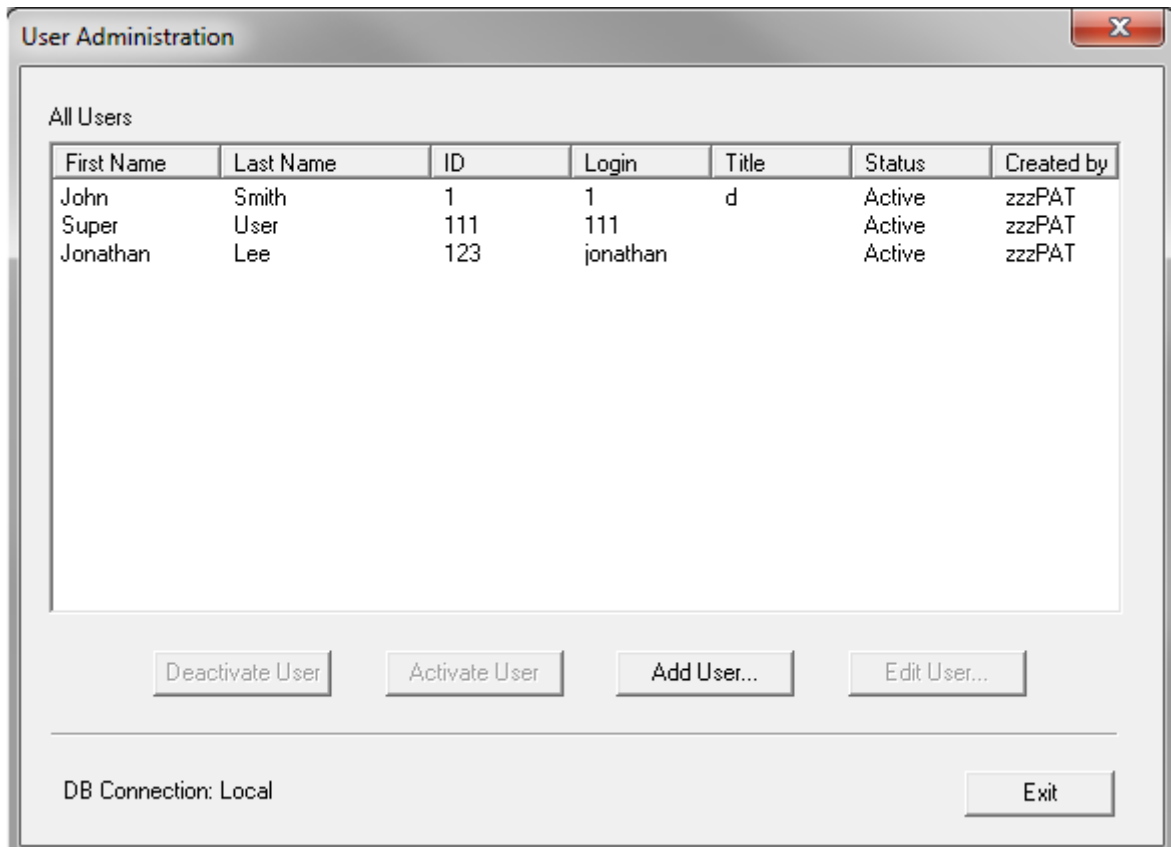 User Administration
All Users
First Name Last Name ID Login Title Status Created by
John Smith 1 1 d Active zzzPAT
Super User 111 111 Active zzzPAT
Jonathan Lee 123 jonathan Active zzzPAT
Deactivate User Activate User Add User... Edit User...
DB Connection: Local Exit